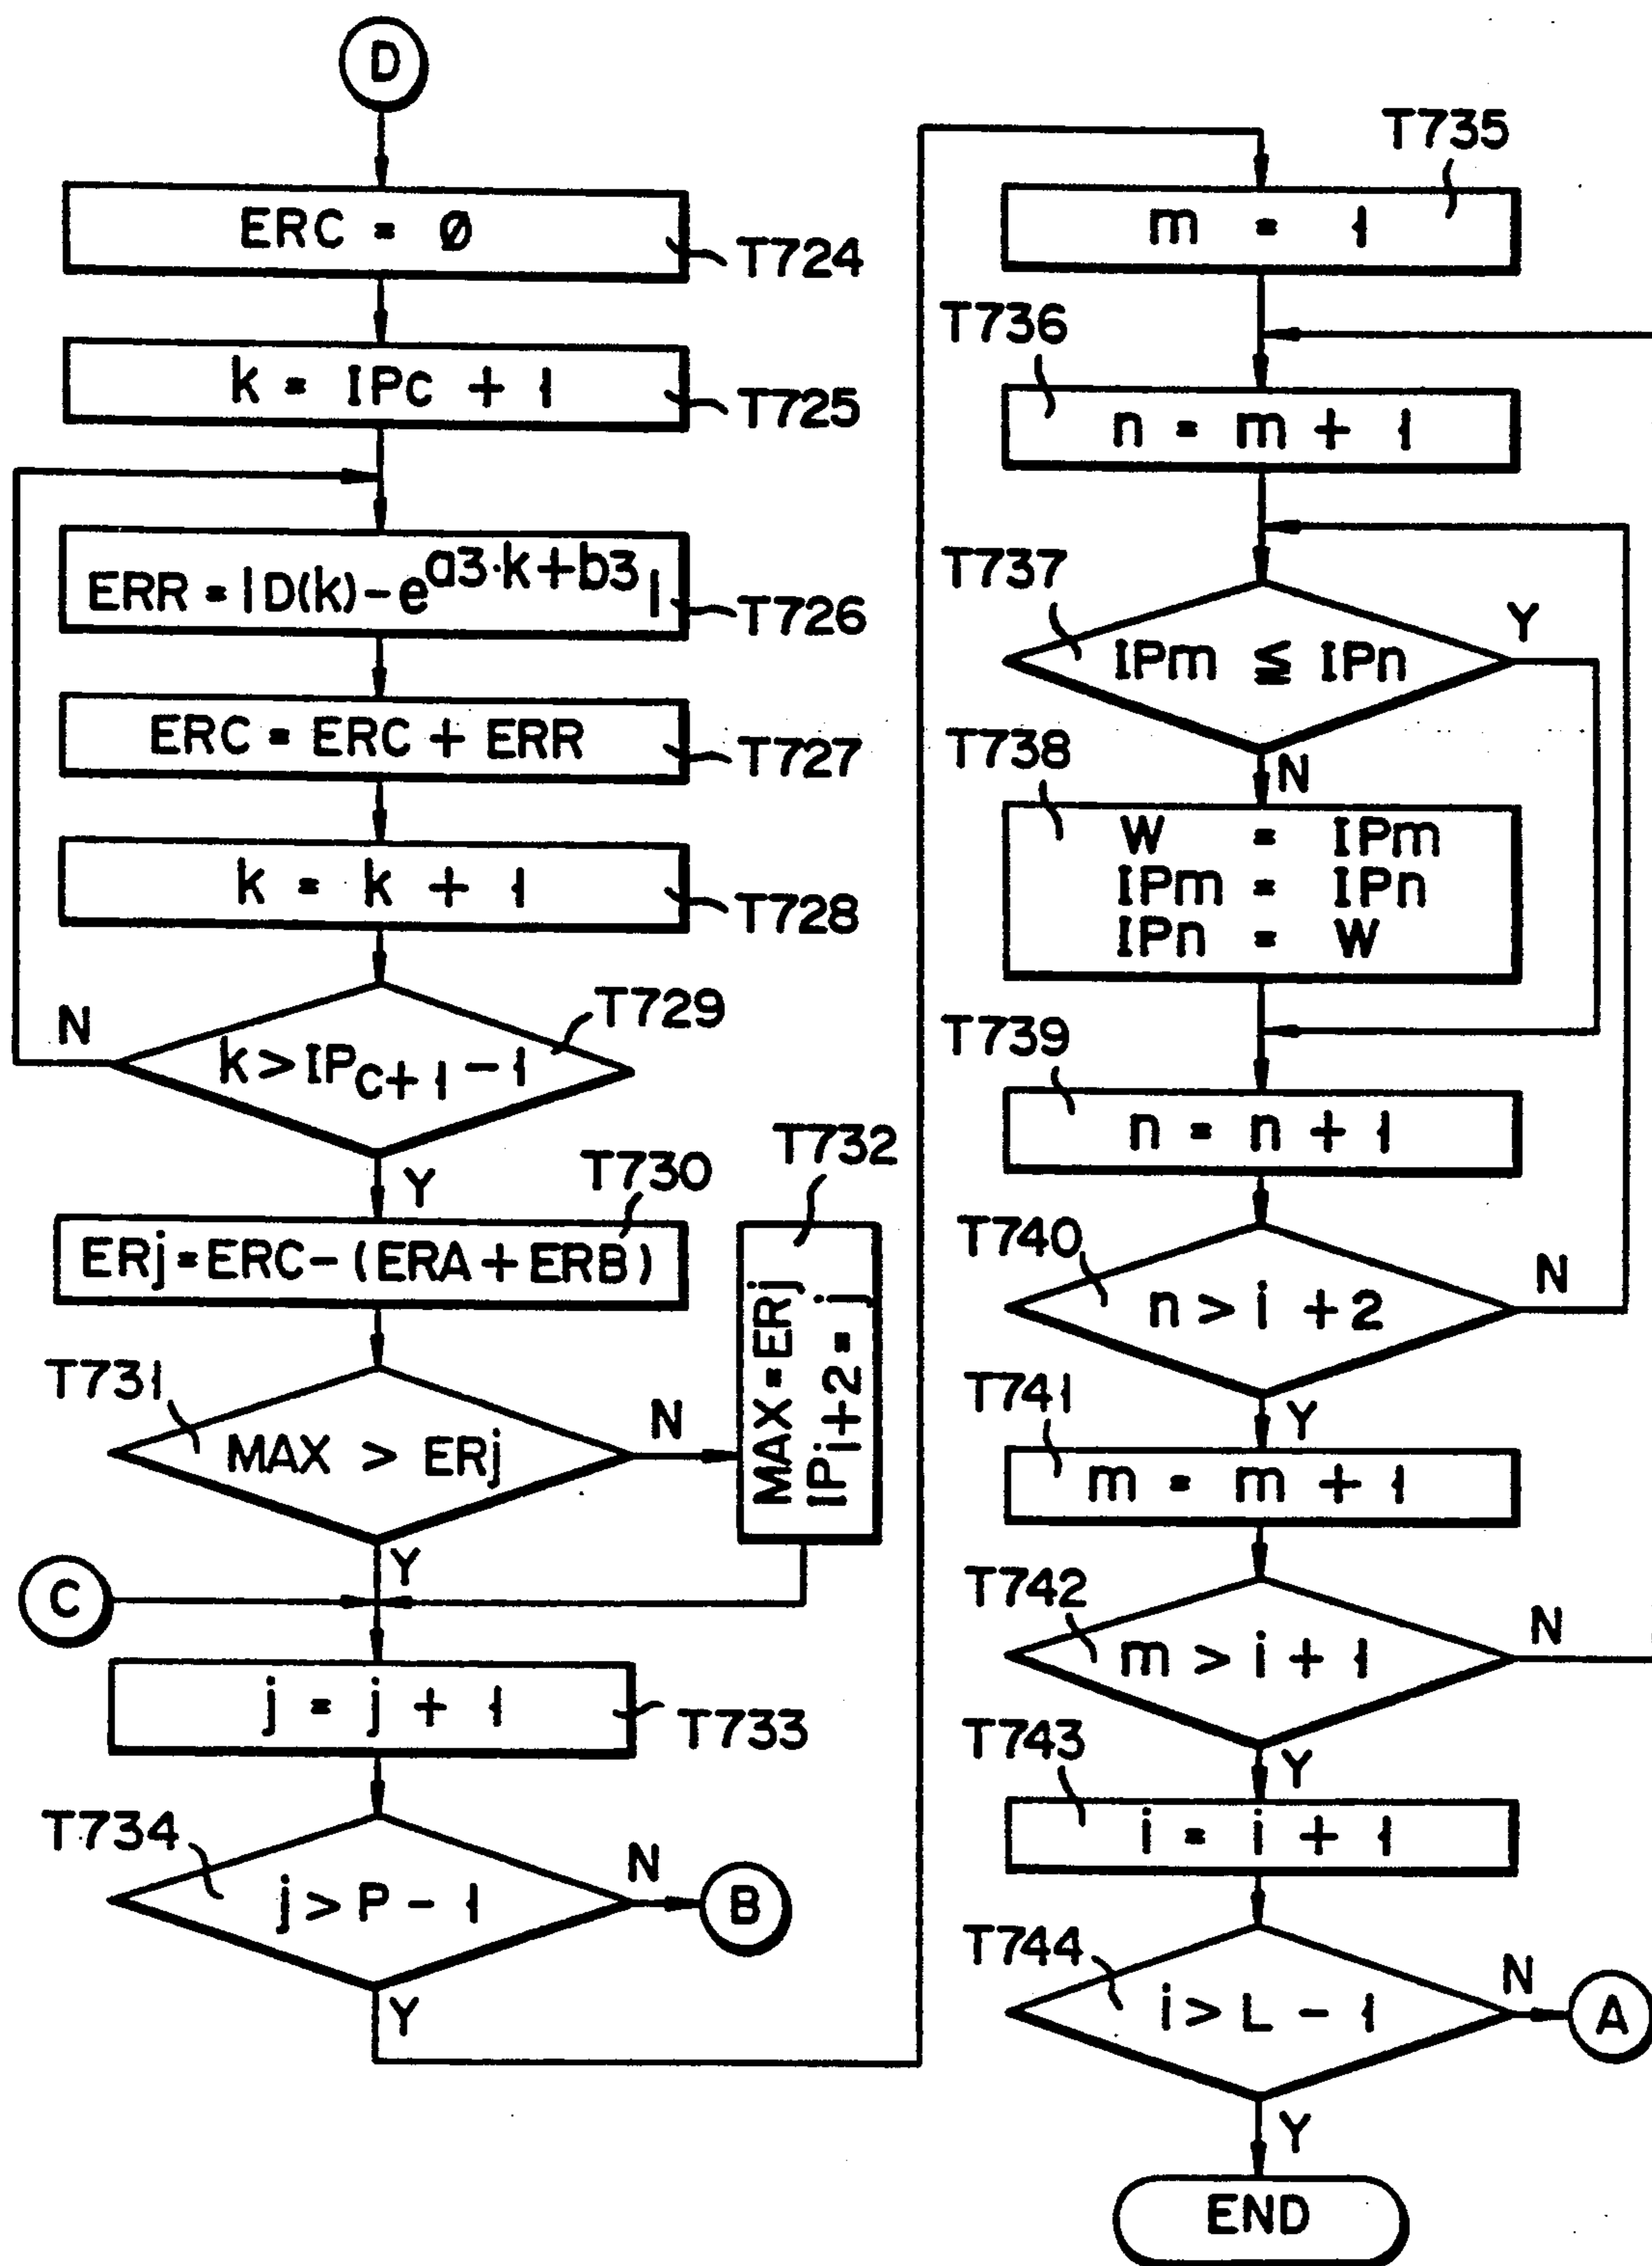 D
ERC = Ø
T724
k = IPc + 1
T725
ERR = |D(k) - e^{a3·k+b3}|
T726
ERC = ERC + ERR
T727
k = k + 1
T728
T729
N
k > IP_{C+1} - 1
Y
T730
ERj = ERC - (ERA + ERB)
T732
MAX = ERj
IP_{i+2} = j
T731
MAX > ERj
N
Y
C
j = j + 1
T733
T734
j > P - 1
N
B
Y
T735
m = 1
T736
n = m + 1
T737
IPm ≦ IPn
Y
N
T738
W = IPm
IPm = IPn
IPn = W
T739
n = n + 1
T740
n > i + 2
N
Y
T741
m = m + 1
T742
m > i + 1
N
Y
T743
i = i + 1
T744
i > L - 1
N
A
Y
END